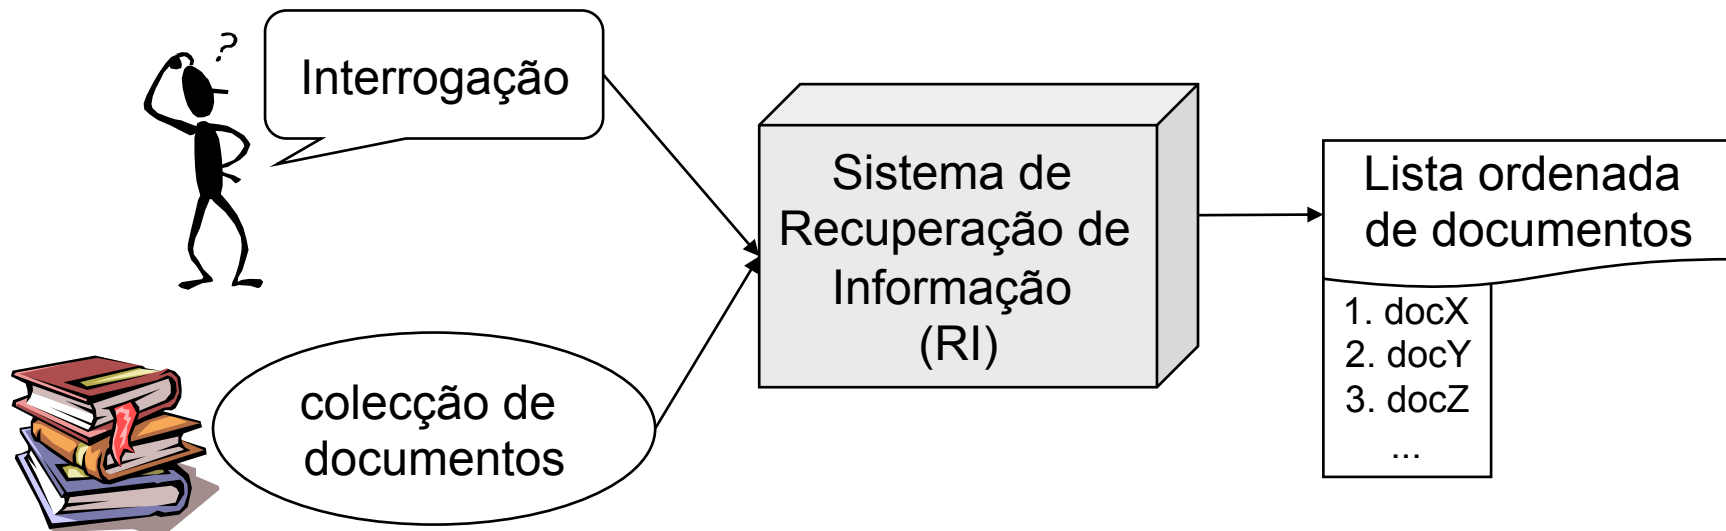 ?
Interrogação
Sistema de
Recuperação de
Informação
(RI)
Lista ordenada
de documentos
1. docX
2. docY
3. docZ
...
colecção de
documentos